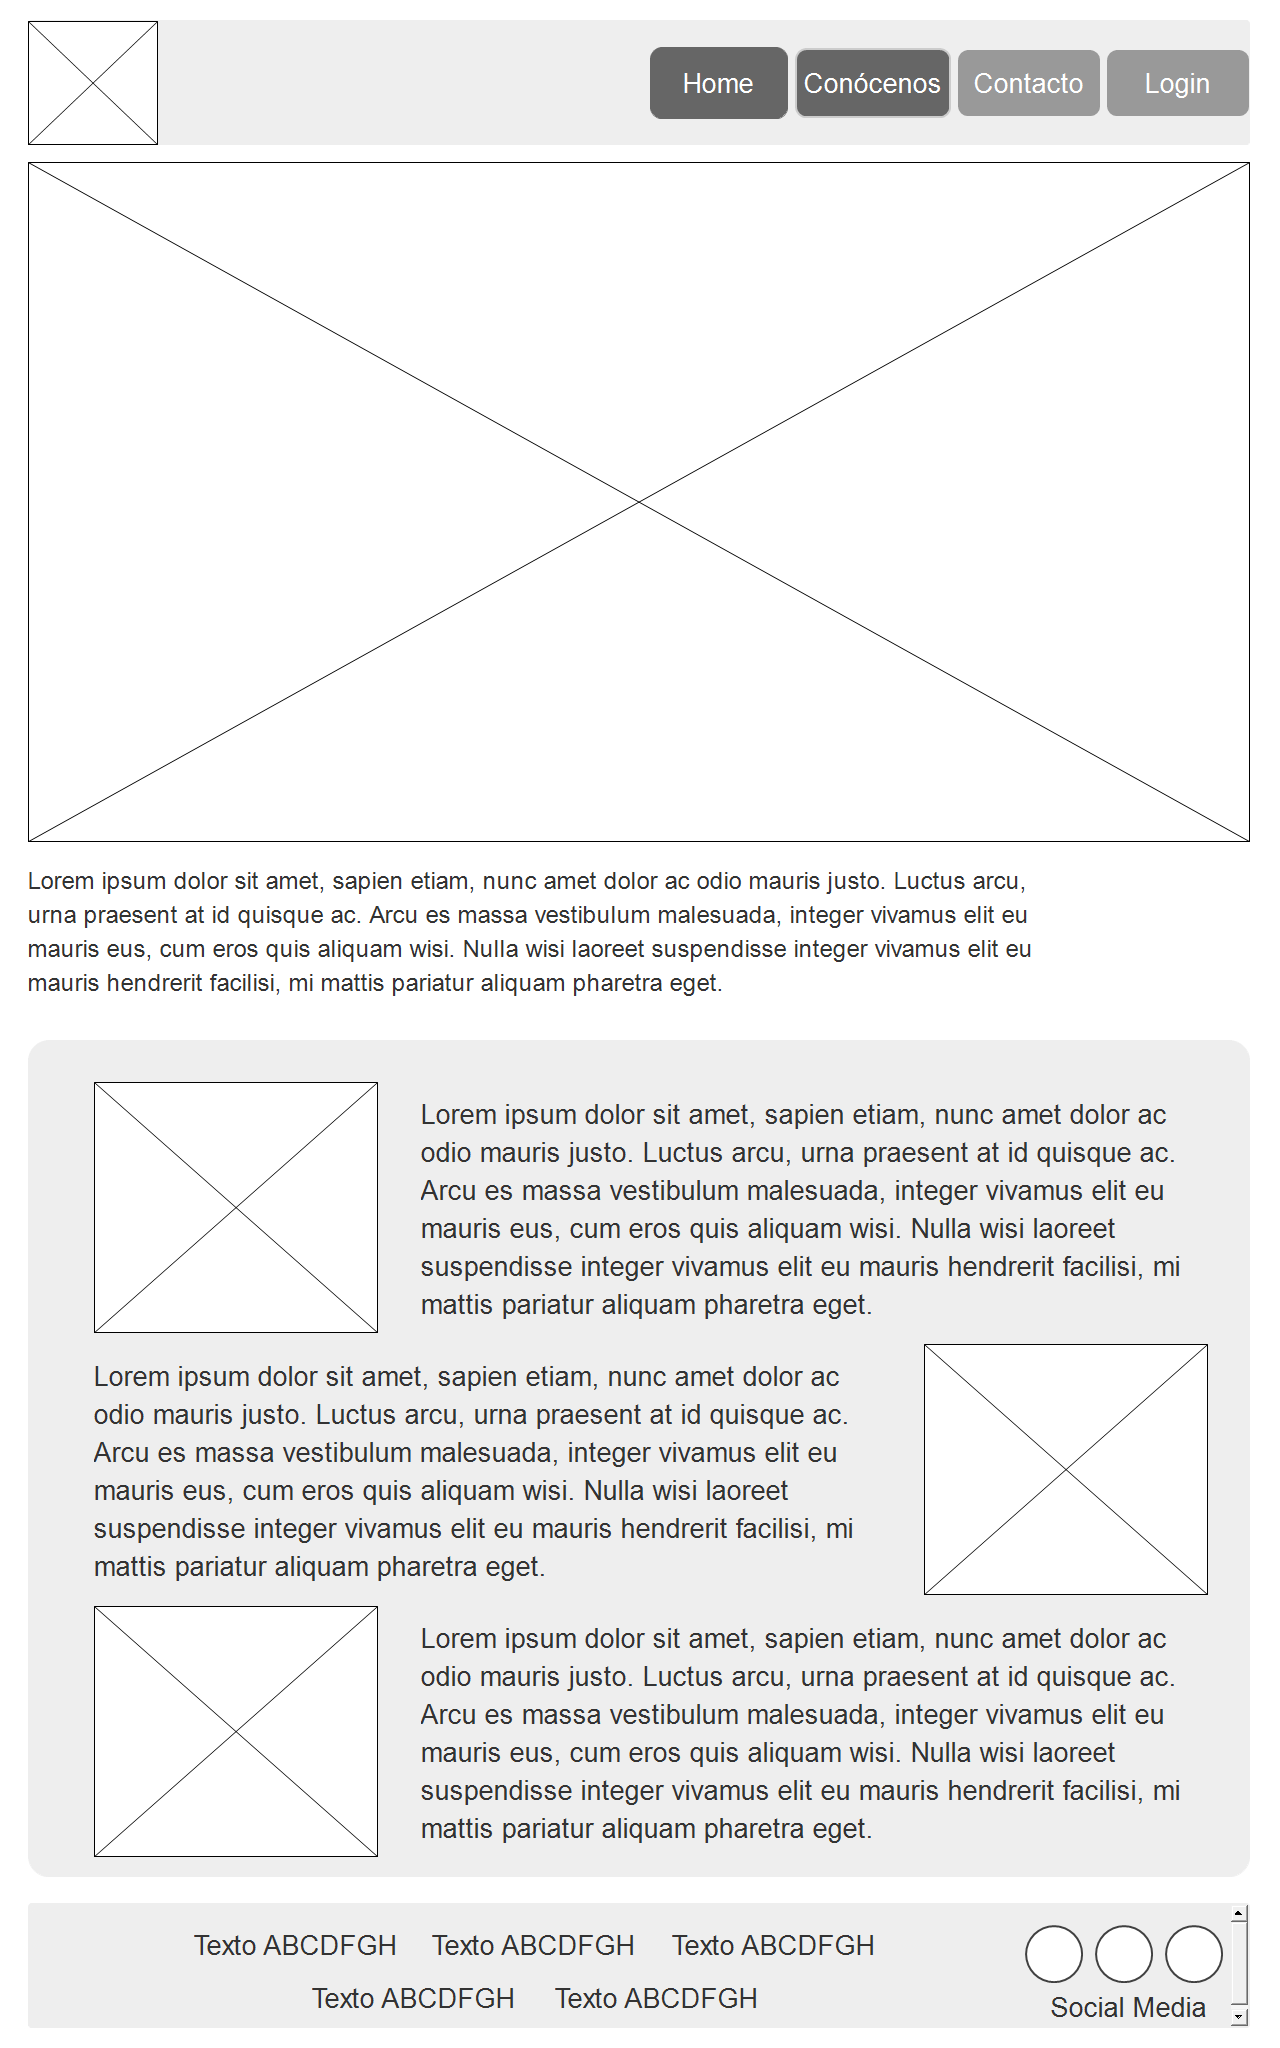 Home Conócenos Contacto Login
Lorem ipsum dolor sit amet, sapien etiam, nunc amet dolor ac odio mauris justo. Luctus arcu,
urna praesent at id quisque ac. Arcu es massa vestibulum malesuada, integer vivamus elit eu
mauris eus, cum eros quis aliquam wisi. Nulla wisi laoreet suspendisse integer vivamus elit eu
mauris hendrerit facilisi, mi mattis pariatur aliquam pharetra eget.
Lorem ipsum dolor sit amet, sapien etiam, nunc amet dolor ac
odio mauris justo. Luctus arcu, urna praesent at id quisque ac.
Arcu es massa vestibulum malesuada, integer vivamus elit eu
mauris eus, cum eros quis aliquam wisi. Nulla wisi laoreet
suspendisse integer vivamus elit eu mauris hendrerit facilisi, mi
mattis pariatur aliquam pharetra eget.
Lorem ipsum dolor sit amet, sapien etiam, nunc amet dolor ac
odio mauris justo. Luctus arcu, urna praesent at id quisque ac.
Arcu es massa vestibulum malesuada, integer vivamus elit eu
mauris eus, cum eros quis aliquam wisi. Nulla wisi laoreet
suspendisse integer vivamus elit eu mauris hendrerit facilisi, mi
mattis pariatur aliquam pharetra eget.
Lorem ipsum dolor sit amet, sapien etiam, nunc amet dolor ac
odio mauris justo. Luctus arcu, urna praesent at id quisque ac.
Arcu es massa vestibulum malesuada, integer vivamus elit eu
mauris eus, cum eros quis aliquam wisi. Nulla wisi laoreet
suspendisse integer vivamus elit eu mauris hendrerit facilisi, mi
mattis pariatur aliquam pharetra eget.
Texto ABCDFGH Texto ABCDFGH Texto ABCDFGH
Texto ABCDFGH Texto ABCDFGH
Social Media